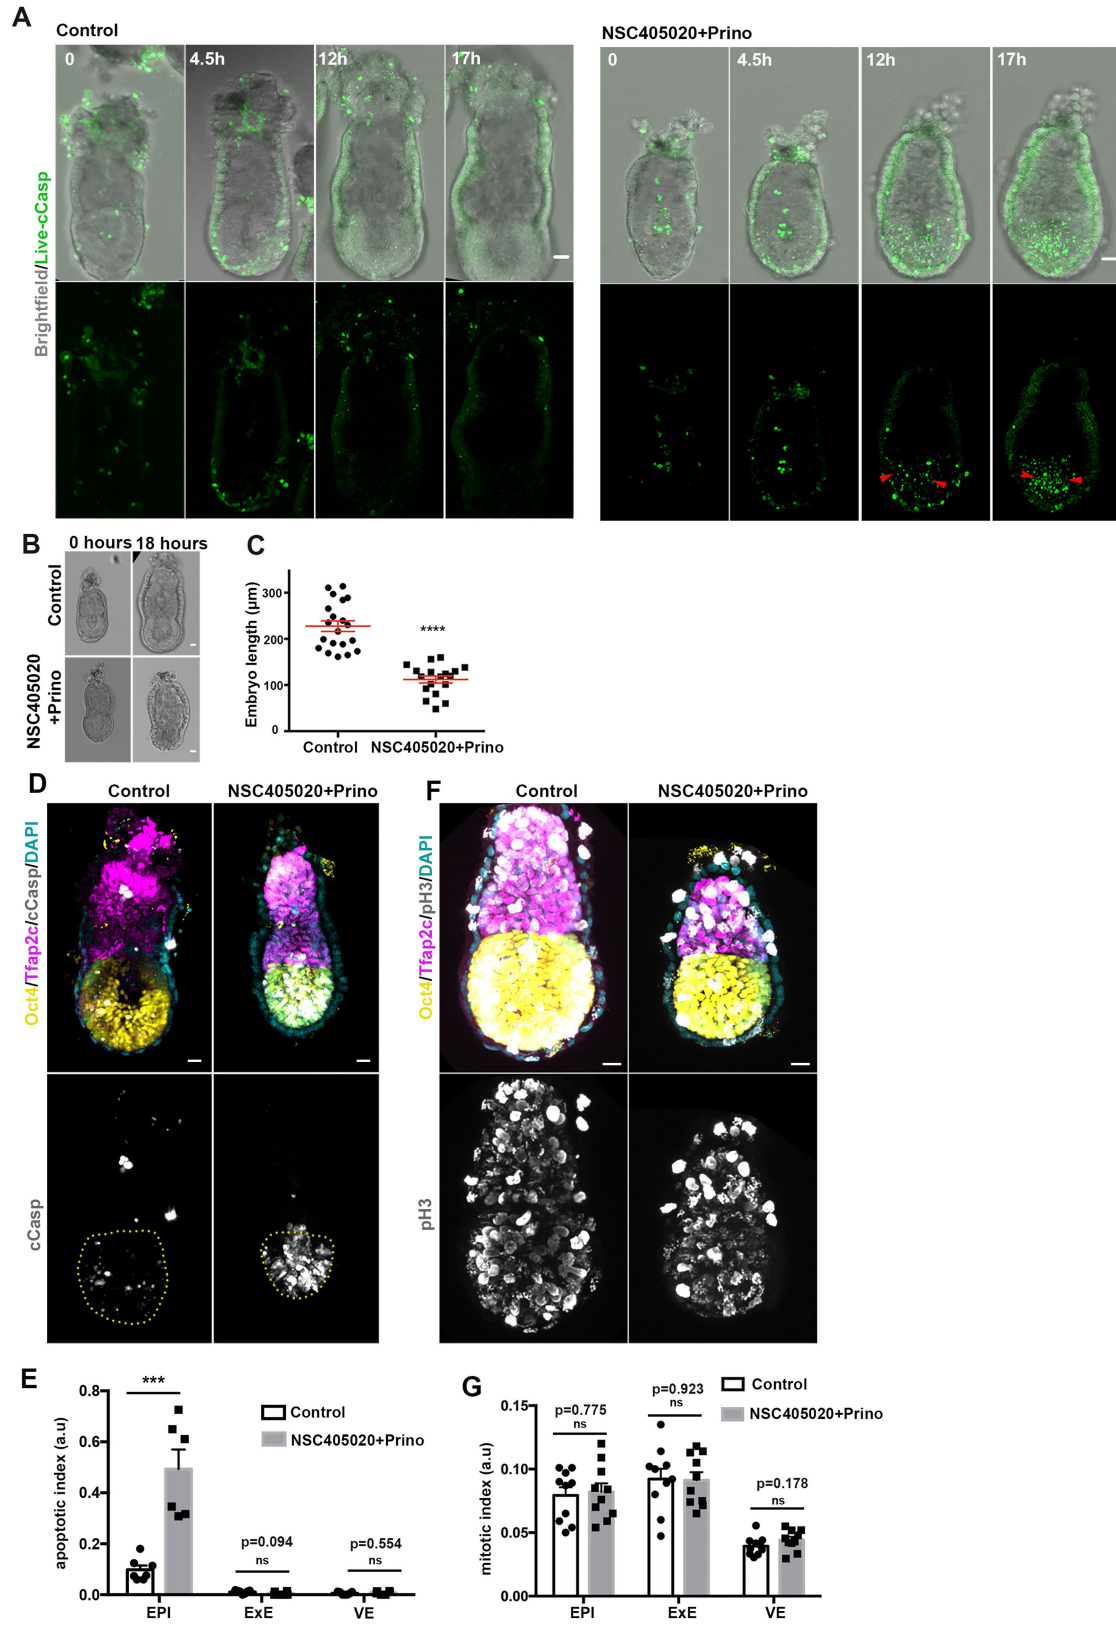 A
Control
NSC405020+Prino
0
4.5h
12h
17h
0
4.5h
12h
17h
Brightfield/Live-cCasp
B
0 hours
18 hours
Control
NSC405020
+Prino
C
Embryo length (μm)
300
200
100
0
****
Control
NSC405020+Prino
D
Control
NSC405020+Prino
Oct4/Tfap2c/cCasp/DAPI
cCasp
F
Control
NSC405020+Prino
Oct4/Tfap2c/pH3/DAPI
pH3
E
apoptotic index (a.u)
0.8
0.6
0.4
0.2
0.0
***
Control
NSC405020+Prino
p=0.094
ns
p=0.554
ns
EPI
ExE
VE
G
mitotic index (a.u)
0.15
0.10
0.05
0.00
p=0.775
ns
p=0.923
ns
p=0.178
ns
Control
NSC405020+Prino
EPI
ExE
VE